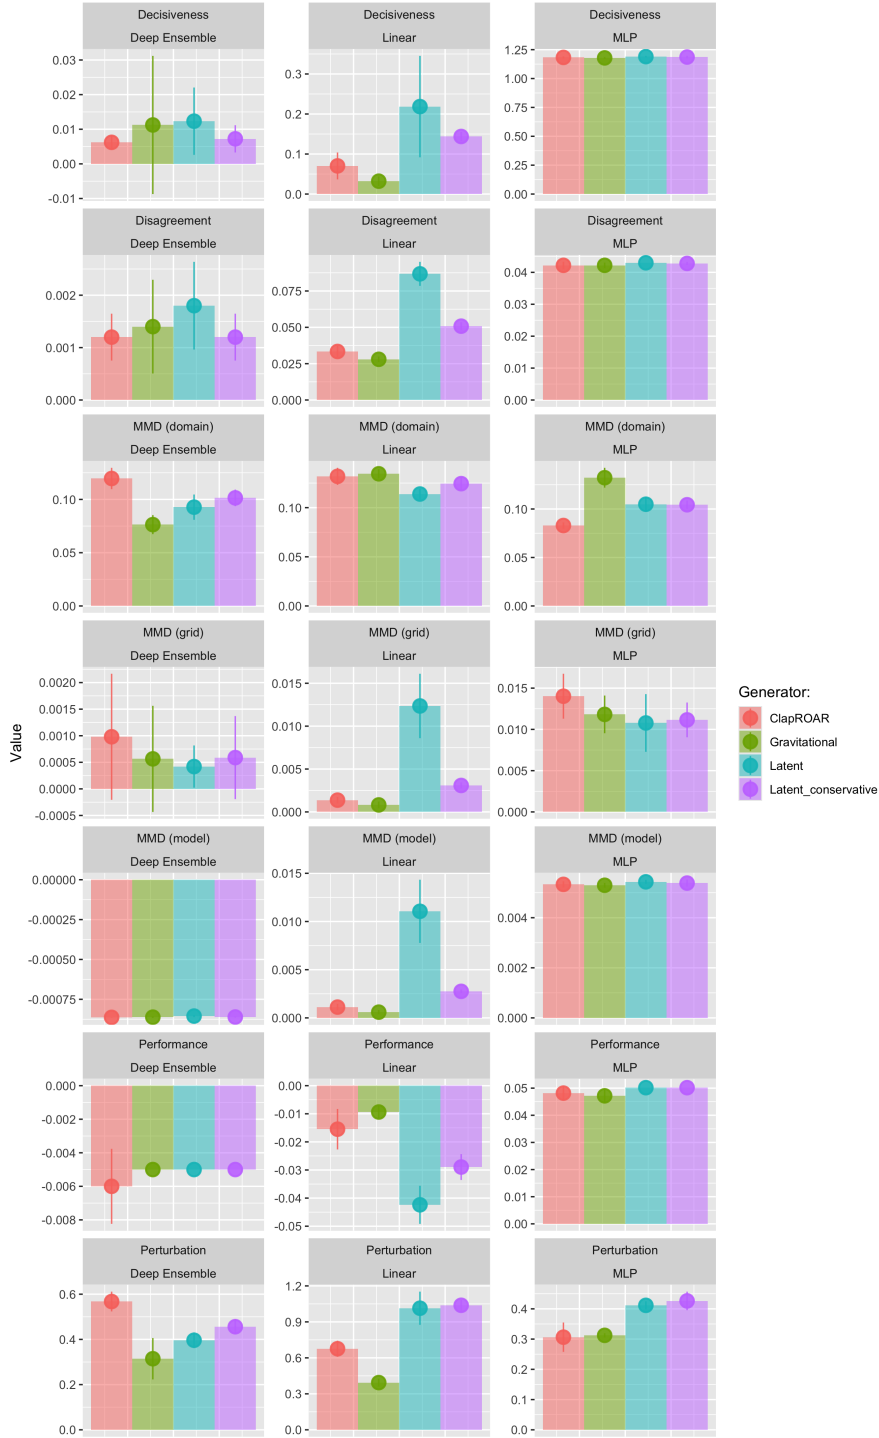 Decisiveness
Deep Ensemble
0.03
0.02
0.01
0.00
-0.01
Decisiveness
Linear
0.3
0.2
0.1
0.0
Decisiveness
MLP
1.25
1.00
0.75
0.50
0.25
0.00
Disagreement
Deep Ensemble
0.002
0.001
0.000
Disagreement
Linear
0.075
0.050
0.025
0.000
Disagreement
MLP
0.04
0.03
0.02
0.01
0.00
MMD (domain)
Deep Ensemble
0.10
0.05
0.00
MMD (domain)
Linear
0.10
0.05
0.00
MMD (domain)
MLP
0.10
0.05
0.00
MMD (grid)
Deep Ensemble
0.0020
0.0015
0.0010
0.0005
0.0000
-0.0005
MMD (grid)
Linear
0.015
0.010
0.005
0.000
MMD (grid)
MLP
0.015
0.010
0.005
0.000
MMD (model)
Deep Ensemble
0.00000
-0.00025
-0.00050
-0.00075
MMD (model)
Linear
0.015
0.010
0.005
0.000
MMD (model)
MLP
0.004
0.002
0.000
Performance
Deep Ensemble
0.000
-0.002
-0.004
-0.006
-0.008
Performance
Linear
0.00
-0.01
-0.02
-0.03
-0.04
-0.05
Performance
MLP
0.05
0.04
0.03
0.02
0.01
0.00
Perturbation
Deep Ensemble
0.6
0.4
0.2
0.0
Perturbation
Linear
1.2
0.9
0.6
0.3
0.0
Perturbation
MLP
0.4
0.3
0.2
0.1
0.0
Value
Generator:
ClapROAR
Gravitational
Latent
Latent_conservative